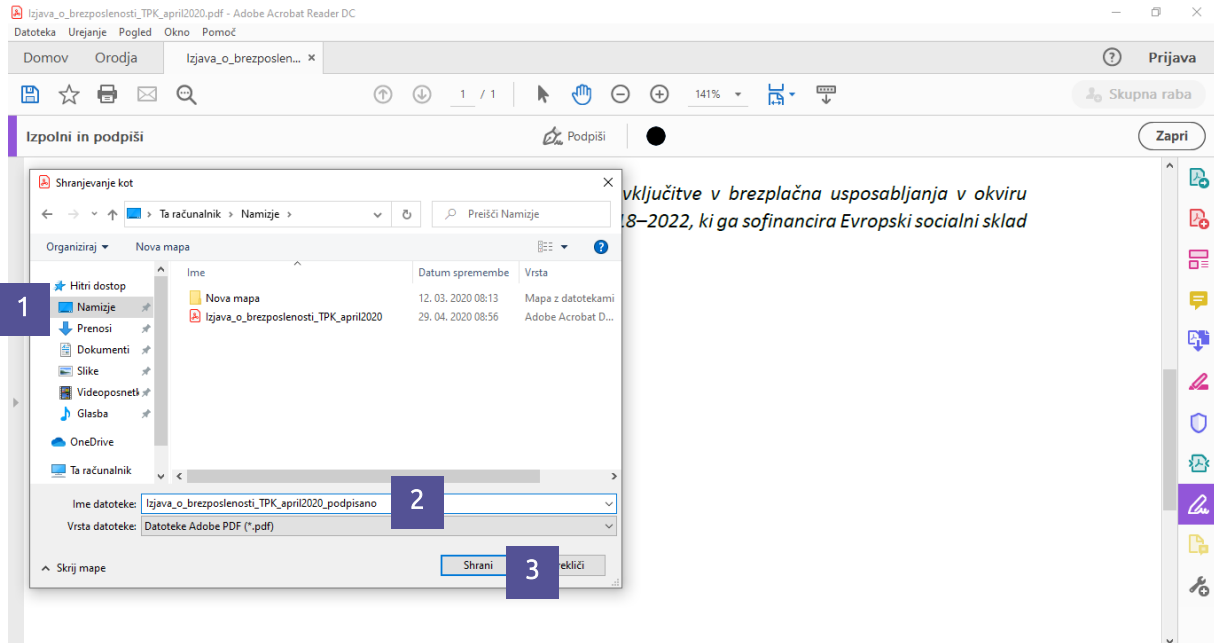 Izjava_o_brezposlenosti_TPK_april2020.pdf - Adobe Acrobat Reader DC
Datoteka Urejanje Pogled Okno Pomoč
Domov Orodja Izjava_o_brezposlen... × ? Prijava
1 / 1 141% Skupna raba
Izpolni in podpiši Podpiši Zapri
vključitve v brezplačna usposabljanja v okviru
18–2022, ki ga sofinancira Evropski socialni sklad
Shranjevanje kot
Ta računalnik > Namizje > Preišči Namizje
Organiziraj Nova mapa ?
Ime Datum spremembe Vrsta
Hitri dostop
1 Namizje
Prenosi
Dokumenti
Slike
Videoposnetk
Glasba
OneDrive
Ta računalnik
Nova mapa 12. 03. 2020 08:13 Mapa z datotekami
Izjava_o_brezposlenosti_TPK_april2020 29. 04. 2020 08:56 Adobe Acrobat D...
Ime datoteke: Izjava_o_brezposlenosti_TPK_april2020_podpisano 2
Vrsta datoteke: Datoteke Adobe PDF (*.pdf)
Skrij mape Shrani 3 ekliči